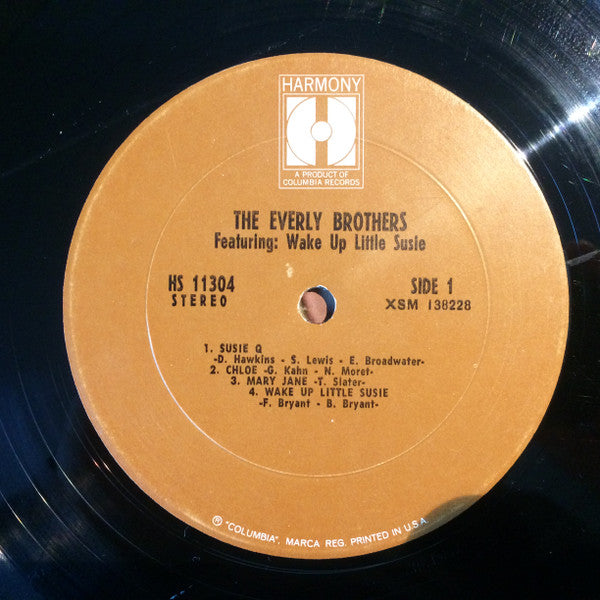 HARMONY
H
A PRODUCT OF
COLUMBIA RECORDS
THE EVERLY BROTHERS
Featuring: Wake Up Little Susie
HS 11304 SIDE 1
STEREO XSM 138228
1. SUSIE Q
-D. Hawkins - S. Lewis - E. Broadwater-
2. CHLOE -G. Kahn - N. Moret-
3. MARY JANE -T. Slater-
4. WAKE UP LITTLE SUSIE
-F. Bryant - B. Bryant-
Ⓡ "COLUMBIA", MARCA REG. PRINTED IN U.S.A.